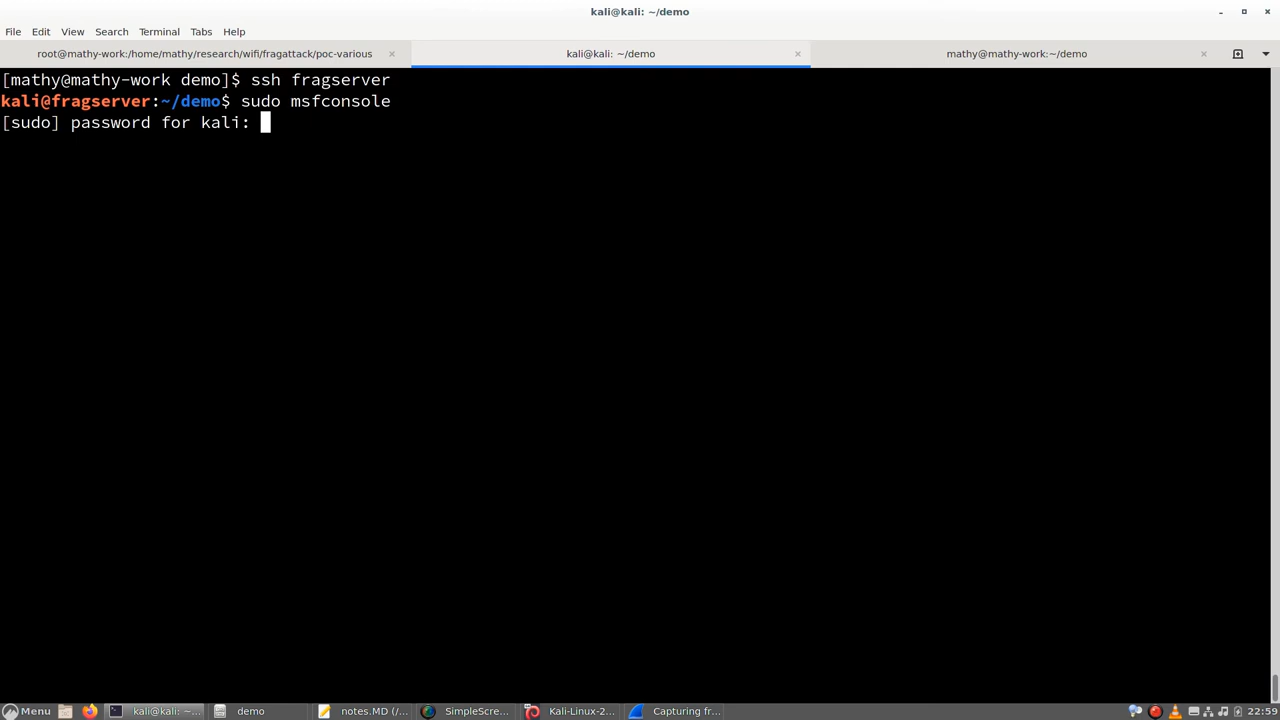 kali@kali: ~/demo
File Edit View Search Terminal Tabs Help
root@mathy-work:/home/mathy/research/wifi/fragattack/poc-various
kali@kali: ~/demo
mathy@mathy-work:~/demo
[mathy@mathy-work demo]$ ssh fragserver
kali@fragserver:~/demo$ sudo msfconsole
[sudo] password for kali:
Menu
kali@kali: ~...
demo
notes.MD (/...
SimpleScre...
Kali-Linux-2...
Capturing fr...
22:59